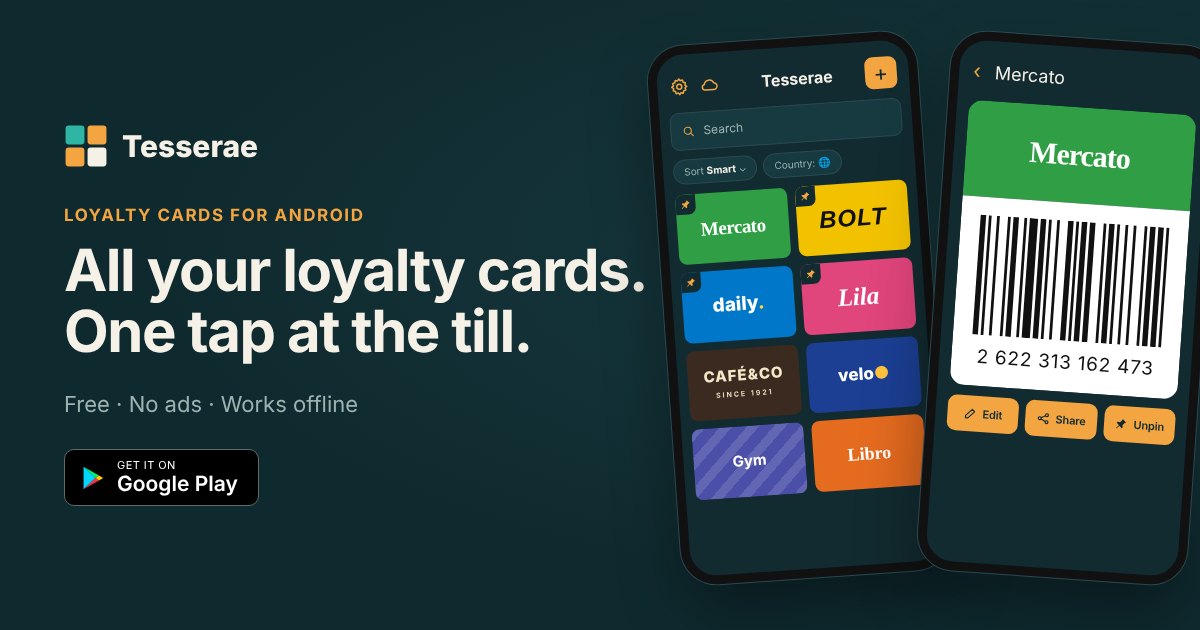 Tesserae
LOYALTY CARDS FOR ANDROID
All your loyalty cards.
One tap at the till.
Free · No ads · Works offline
GET IT ON
Google Play
Tesserae
+
Search
Sort Smart
Country:
Mercato
BOLT
daily.
Lila
CAFÉ&CO
SINCE 1921
velo
Gym
Libro
Mercato
Mercato
2 622 313 162 473
Edit
Share
Unpin